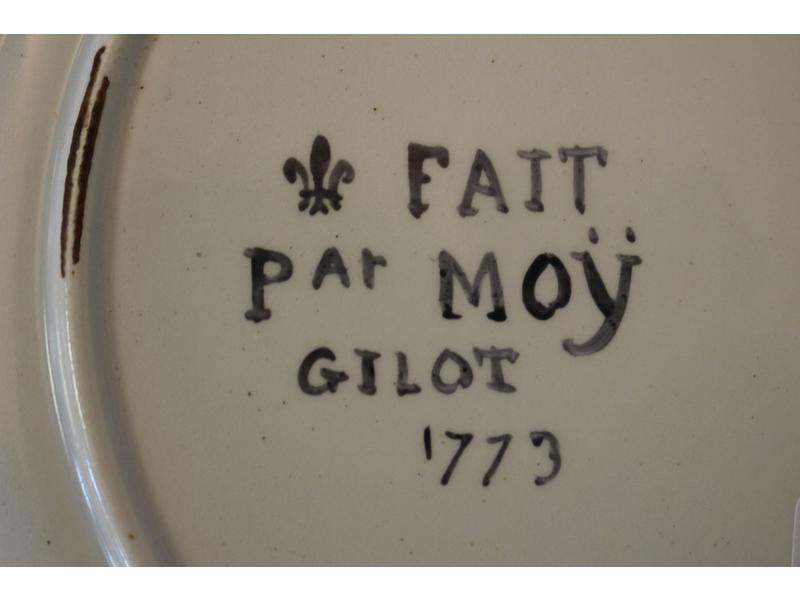 ⚜ FAIT
Par MOŸ
GILOT
1773